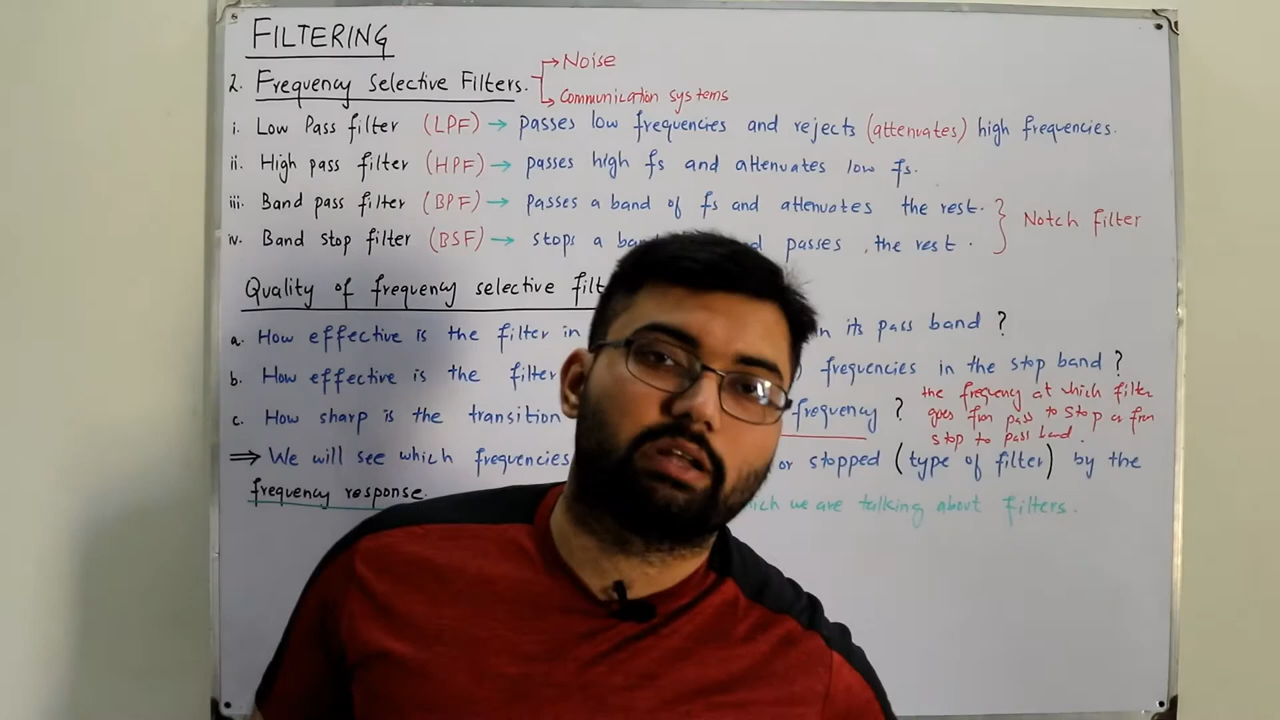 FILTERING
2. Frequency selective Filters. → Noise
→ Communication systems
i. Low Pass filter (LPF) → passes low frequencies and rejects (attenuates) high frequencies.
ii. High pass filter (HPF) → passes high fs and attenuates low fs.
iii. Band pass filter (BPF) → passes a band of fs and attenuates the rest. } Notch Filter
iv. Band stop filter (BSF) → stops a passes the rest.
Quality of frequency selective
a. How effective is the filter in its pass band ?
b. How effective is the filter frequencies in the stop band ?
c. How sharp is the transition frequency ? the frequency at which filter
goes from pass to stop or from
stop to pass band.
⇒ We will see which frequencies or stopped (type of filter) by the
frequency response. we are talking about filters.